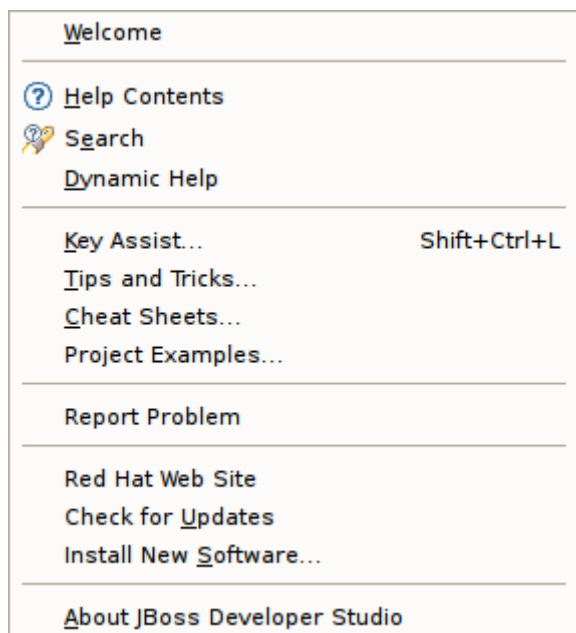 Welcome
Help Contents
Search
Dynamic Help
Key Assist... Shift+Ctrl+L
Tips and Tricks...
Cheat Sheets...
Project Examples...
Report Problem
Red Hat Web Site
Check for Updates
Install New Software...
About JBoss Developer Studio